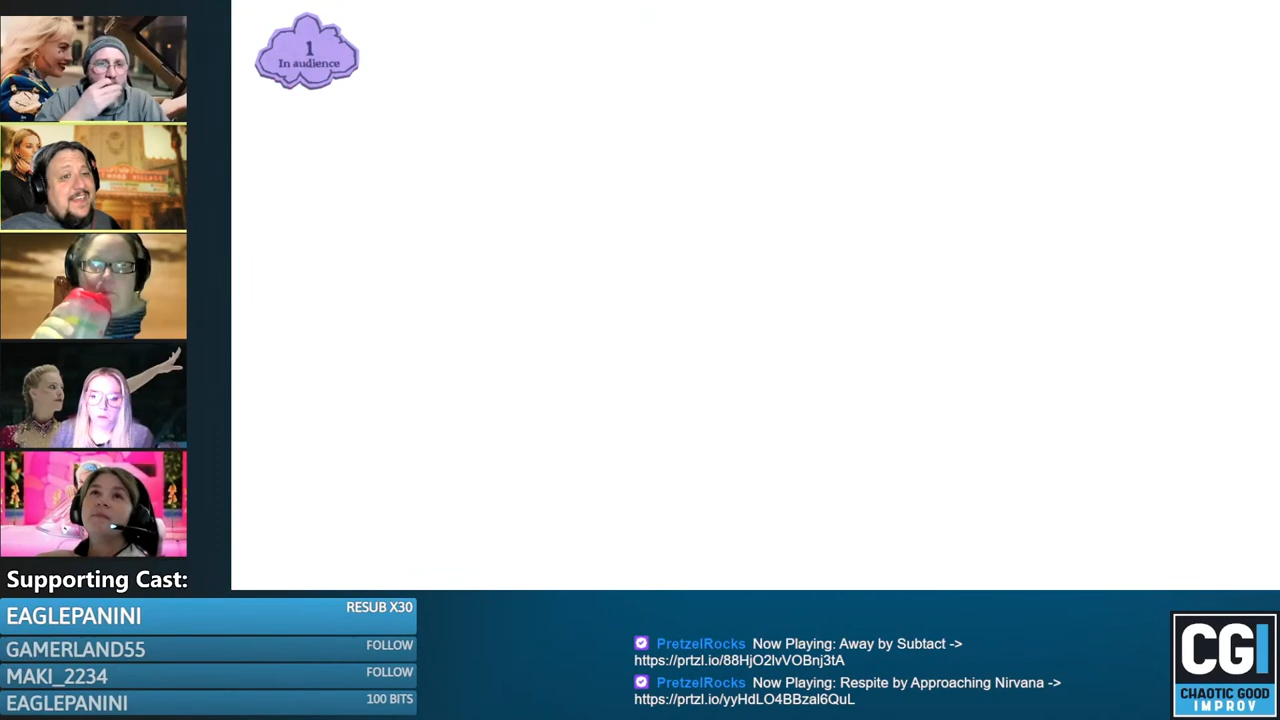 1
In audience
Supporting Cast:
EAGLEPANINI RESUB X30
GAMERLAND55 FOLLOW
MAKI_2234 FOLLOW
EAGLEPANINI 100 BITS
PretzelRocks Now Playing: Away by Subtact ->
https://prtzl.io/88HjO2lvVOBnj3tA
PretzelRocks Now Playing: Respite by Approaching Nirvana ->
https://prtzl.io/yyHdLO4BBzal6QuL
CGI
CHAOTIC GOOD
IMPROV